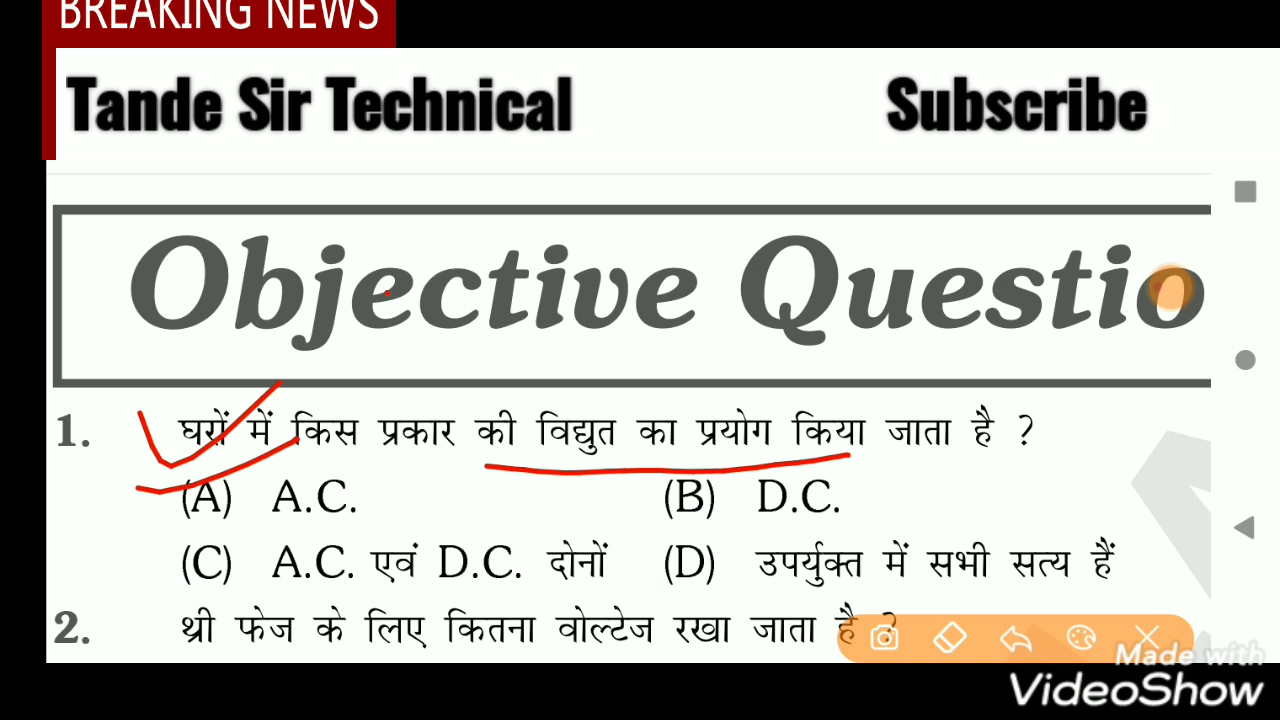 BREAKING NEWS
Tande Sir Technical Subscribe
Objective Questio
1. घरों में किस प्रकार की विद्युत का प्रयोग किया जाता है ?
(A) A.C. (B) D.C.
(C) A.C. एवं D.C. दोनों (D) उपर्युक्त में सभी सत्य हैं
2. थ्री फेज के लिए कितना वोल्टेज रखा जाता है ?
Made with
VideoShow